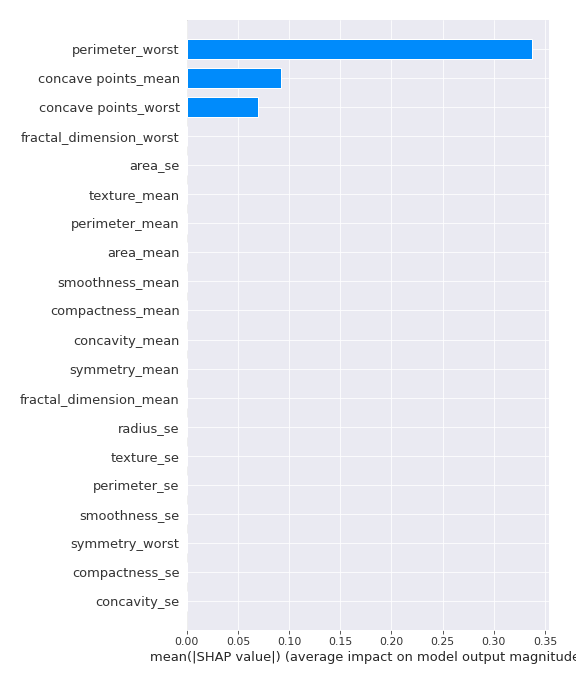 perimeter_worst
concave points_mean
concave points_worst
fractal_dimension_worst
area_se
texture_mean
perimeter_mean
area_mean
smoothness_mean
compactness_mean
concavity_mean
symmetry_mean
fractal_dimension_mean
radius_se
texture_se
perimeter_se
smoothness_se
symmetry_worst
compactness_se
concavity_se
0.00 0.05 0.10 0.15 0.20 0.25 0.30 0.35
mean(|SHAP value|) (average impact on model output magnitude